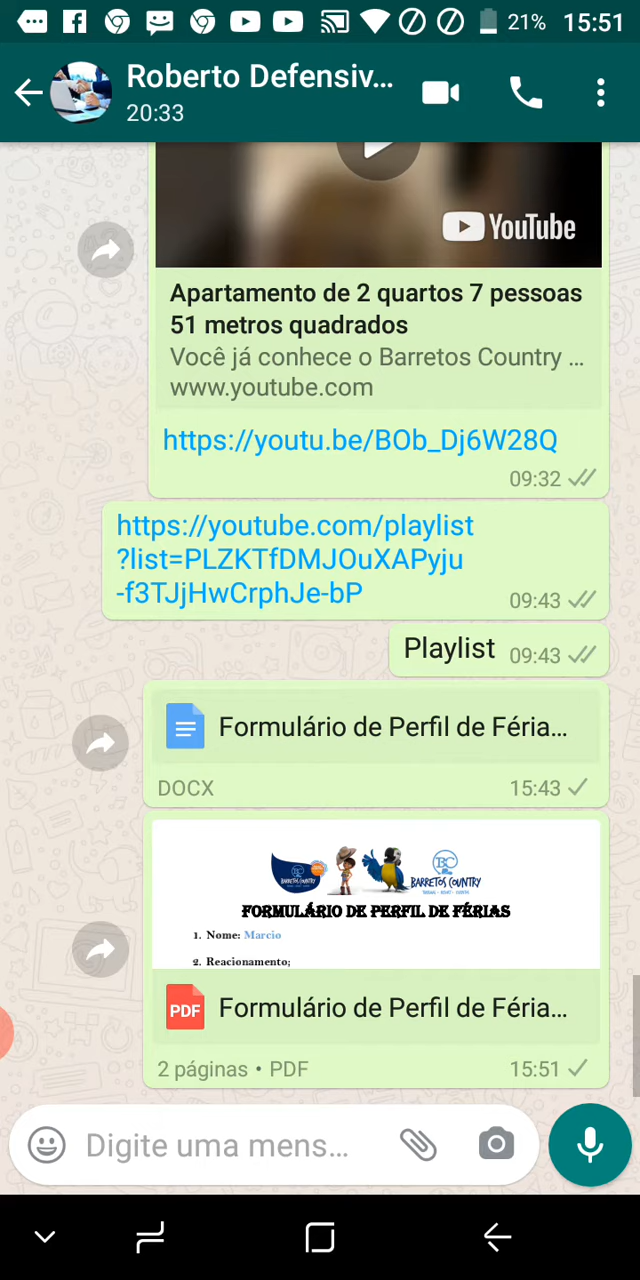 21% 15:51
Roberto Defensiv...
20:33
YouTube
Apartamento de 2 quartos 7 pessoas
51 metros quadrados
Você já conhece o Barretos Country ...
www.youtube.com
https://youtu.be/BOb_Dj6W28Q
09:32
https://youtube.com/playlist
?list=PLZKTfDMJOuXAPyju
-f3TJjHwCrphJe-bP
09:43
Playlist 09:43
Formulário de Perfil de Féria...
DOCX 15:43
BARRETOS COUNTRY
BC
BARRETOS COUNTRY
FORMULÁRIO DE PERFIL DE FÉRIAS
1. Nome: Marcio
2. Reacionamento;
PDF Formulário de Perfil de Féria...
2 páginas • PDF 15:51
Digite uma mens...